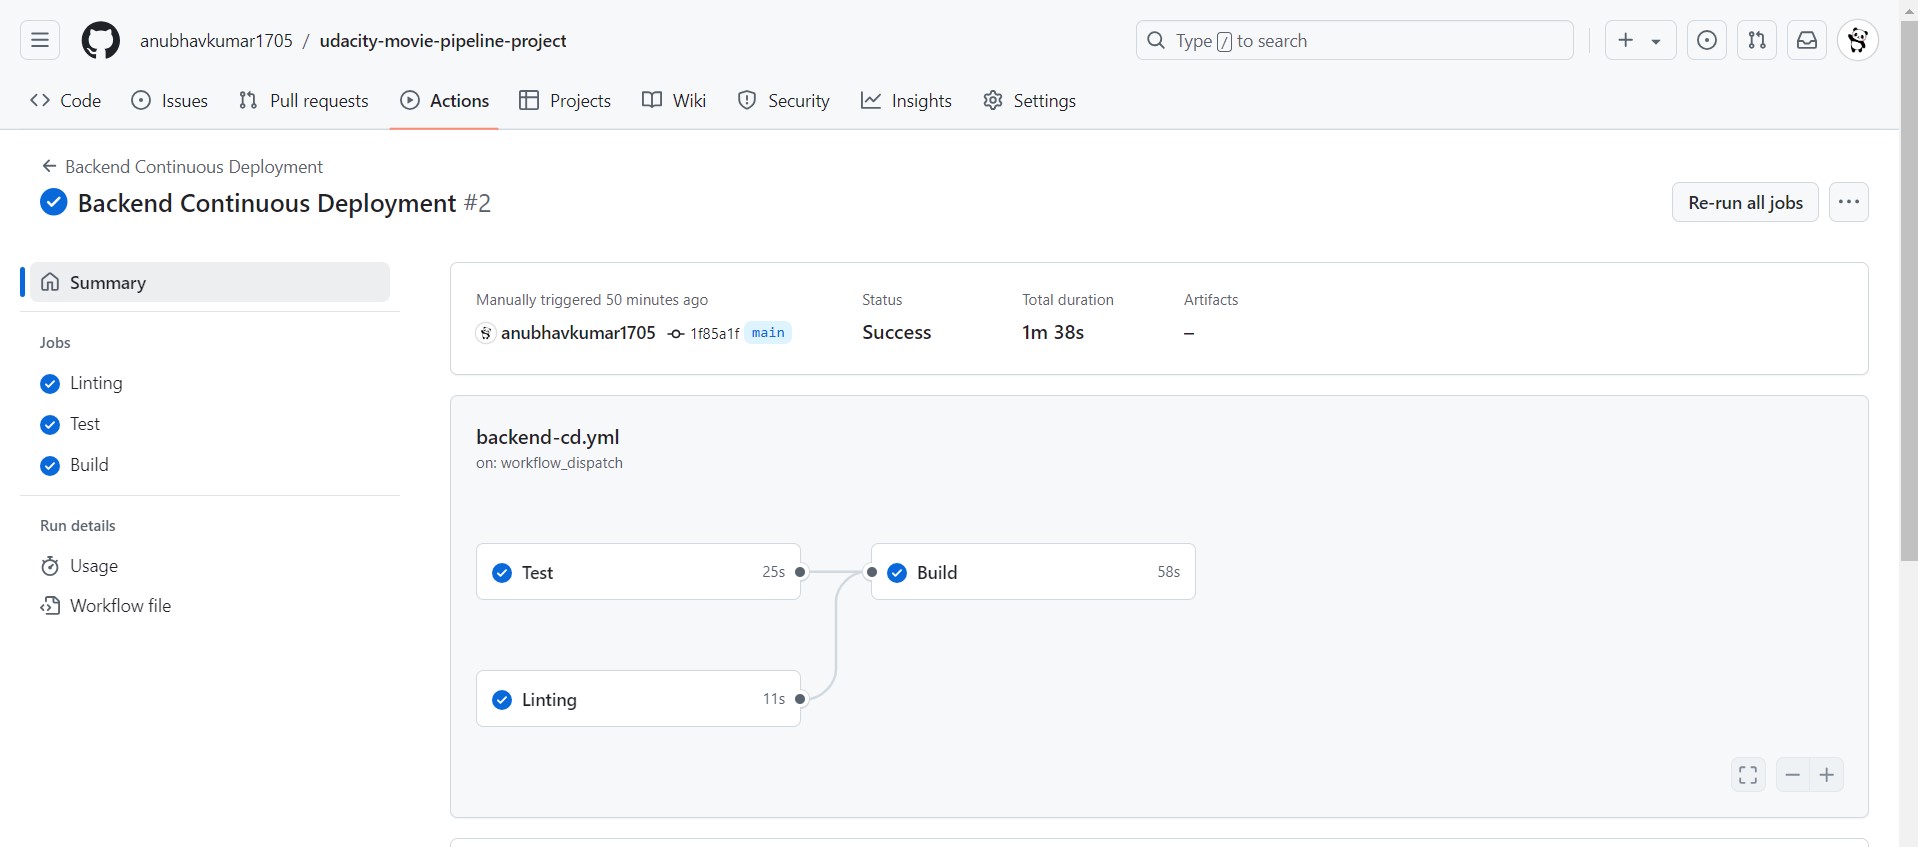 anubhavkumar1705 / udacity-movie-pipeline-project
Type / to search
Code Issues Pull requests Actions Projects Wiki Security Insights Settings
Backend Continuous Deployment
Backend Continuous Deployment #2
Re-run all jobs
Summary
Jobs
Linting
Test
Build
Run details
Usage
Workflow file
Manually triggered 50 minutes ago
anubhavkumar1705 1f85a1f main
Status
Success
Total duration
1m 38s
Artifacts
–
backend-cd.yml
on: workflow_dispatch
Test 25s
Build 58s
Linting 11s